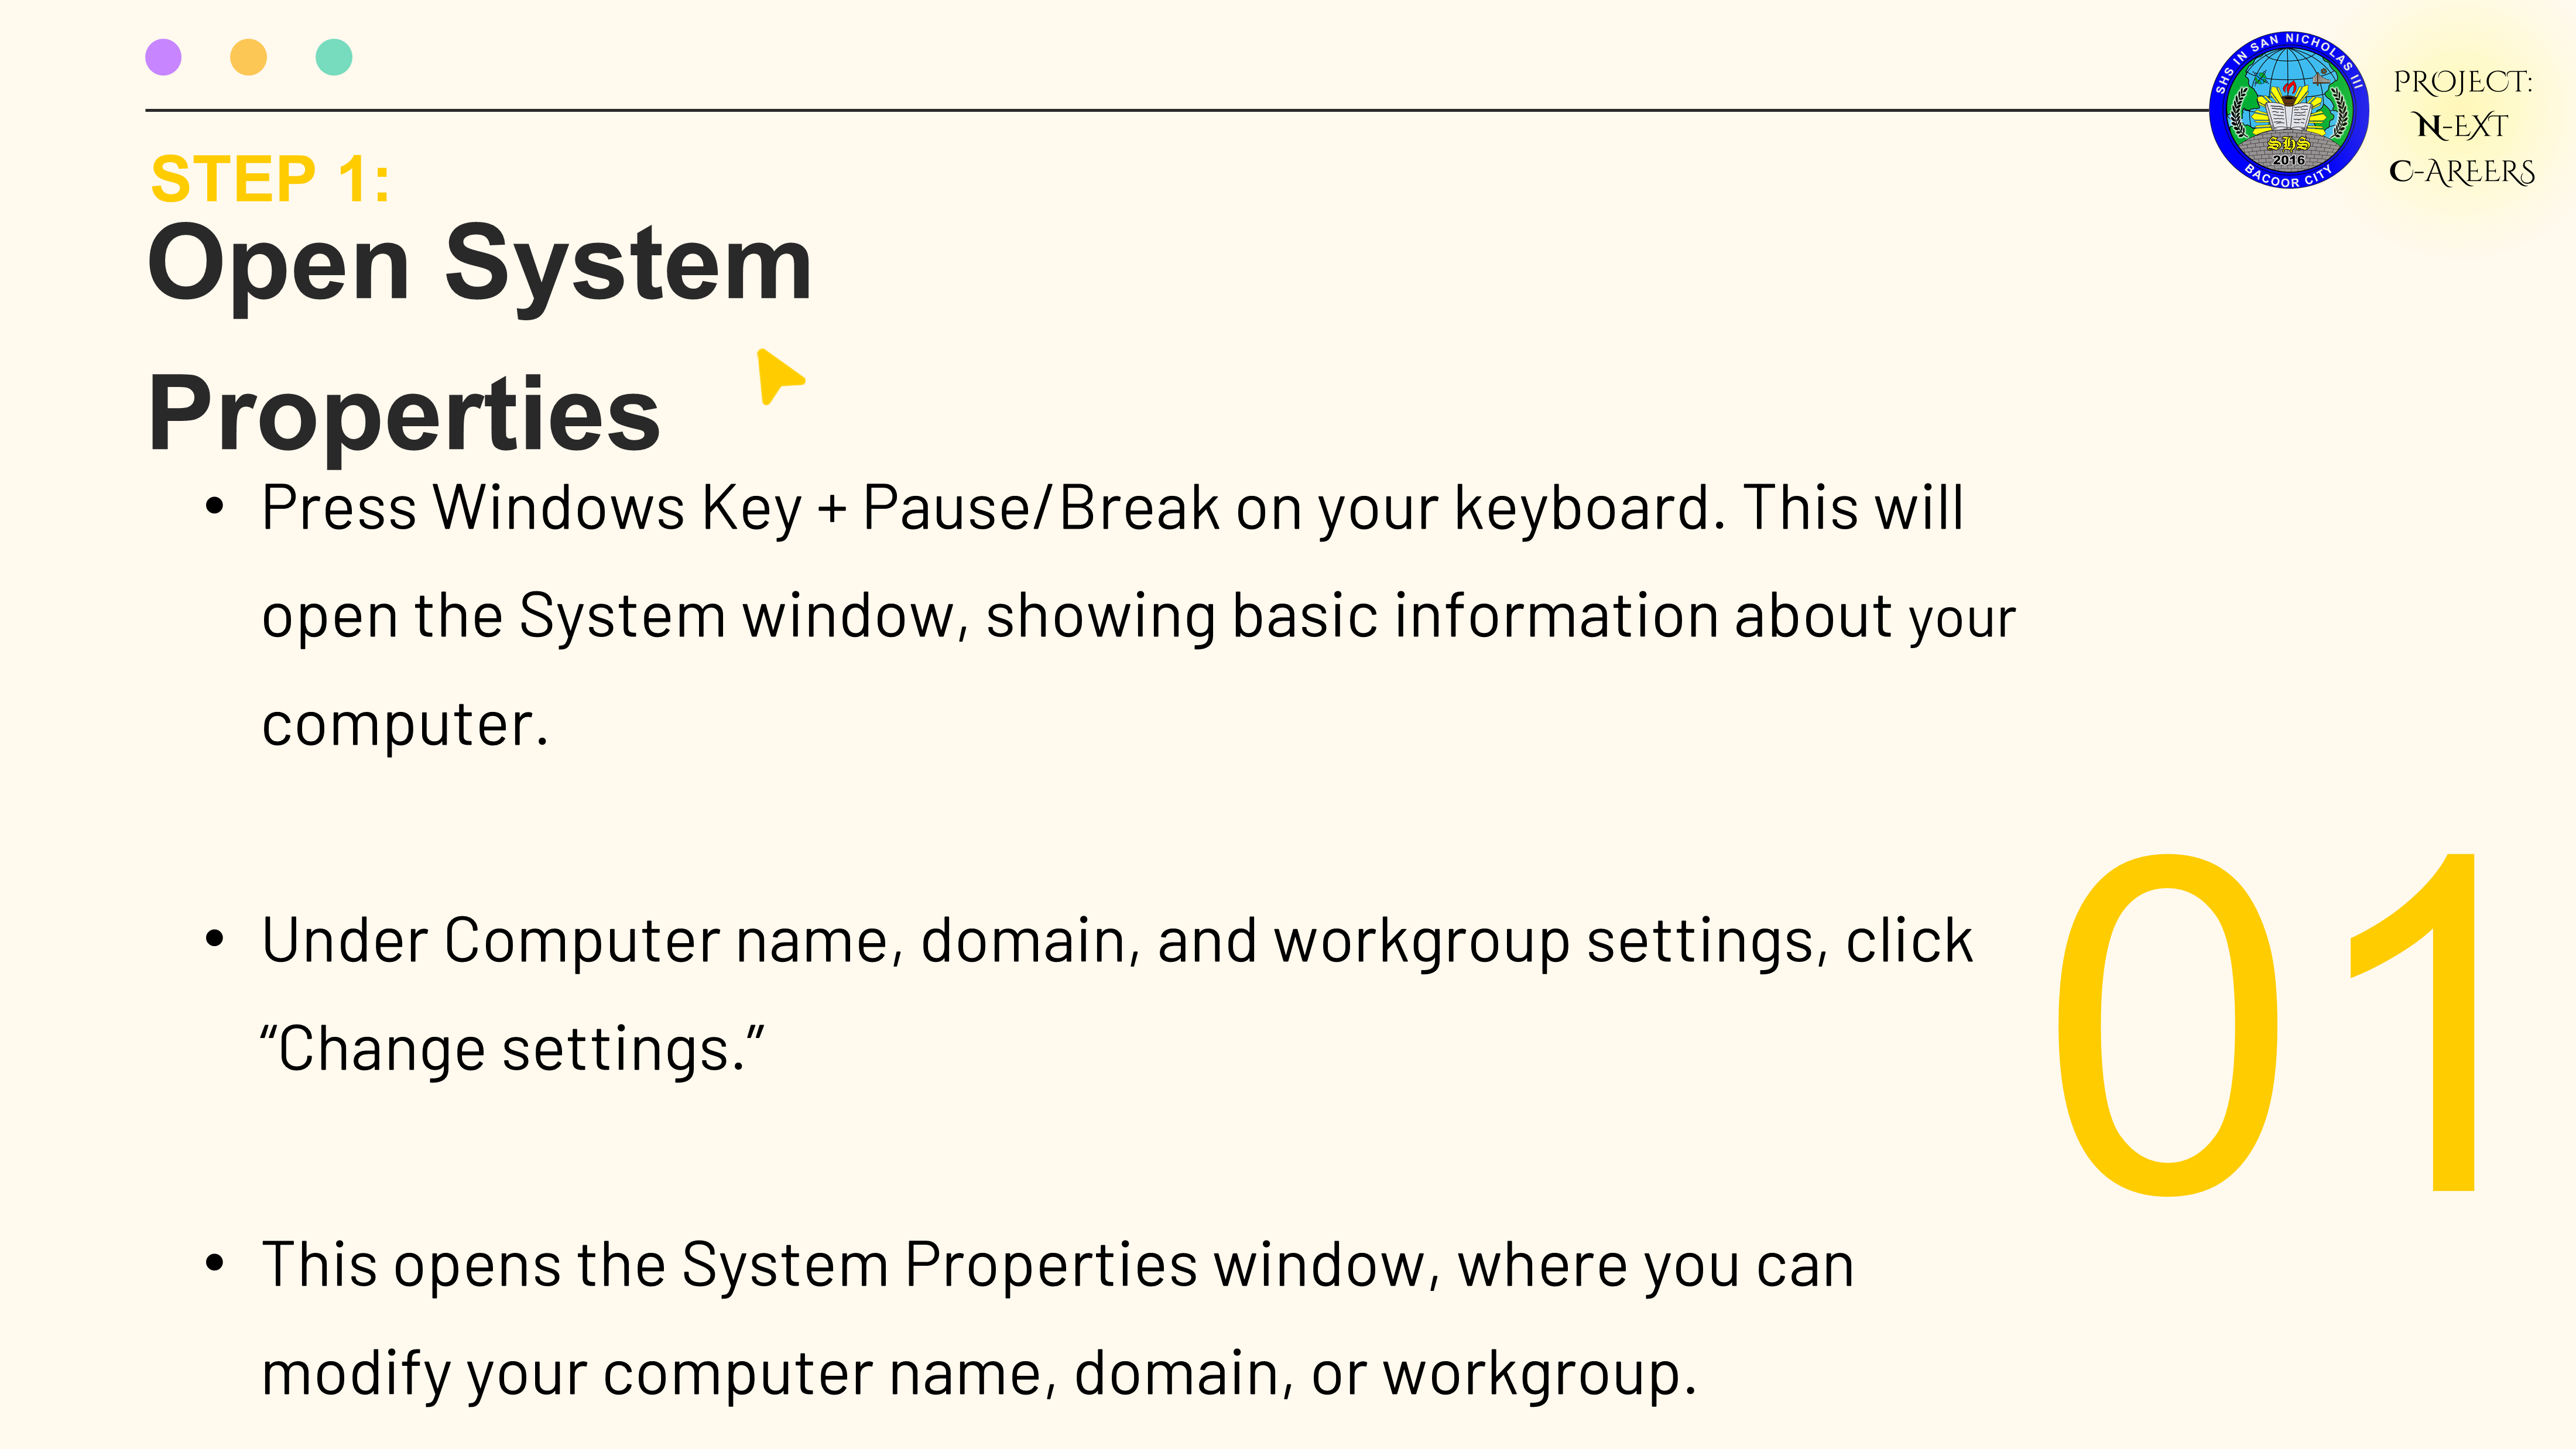 SHS IN SAN NICHOLAS III
SHS
2016
BACOOR CITY
PROJECT:
N-EXT
C-AREERS
STEP 1:
Open System
Properties
• Press Windows Key + Pause/Break on your keyboard. This will
open the System window, showing basic information about your
computer.
• Under Computer name, domain, and workgroup settings, click
“Change settings.”
• This opens the System Properties window, where you can
modify your computer name, domain, or workgroup.
01